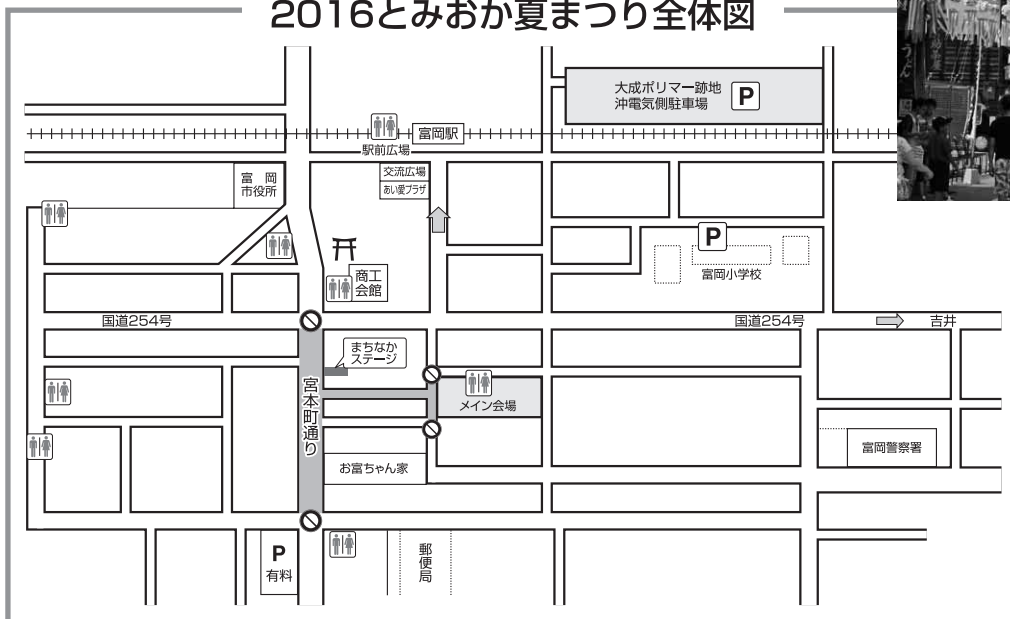 2016とみおか夏まつり全体図
大成ポリマー跡地
沖電気側駐車場
P
富岡駅
駅前広場
富岡
市役所
交流広場
あい愛プラザ
P
富岡小学校
商工
会館
国道254号
国道254号
吉井
まちなか
ステージ
宮本町通り
メイン会場
お富ちゃん家
富岡警察署
P
有料
郵便局
うん